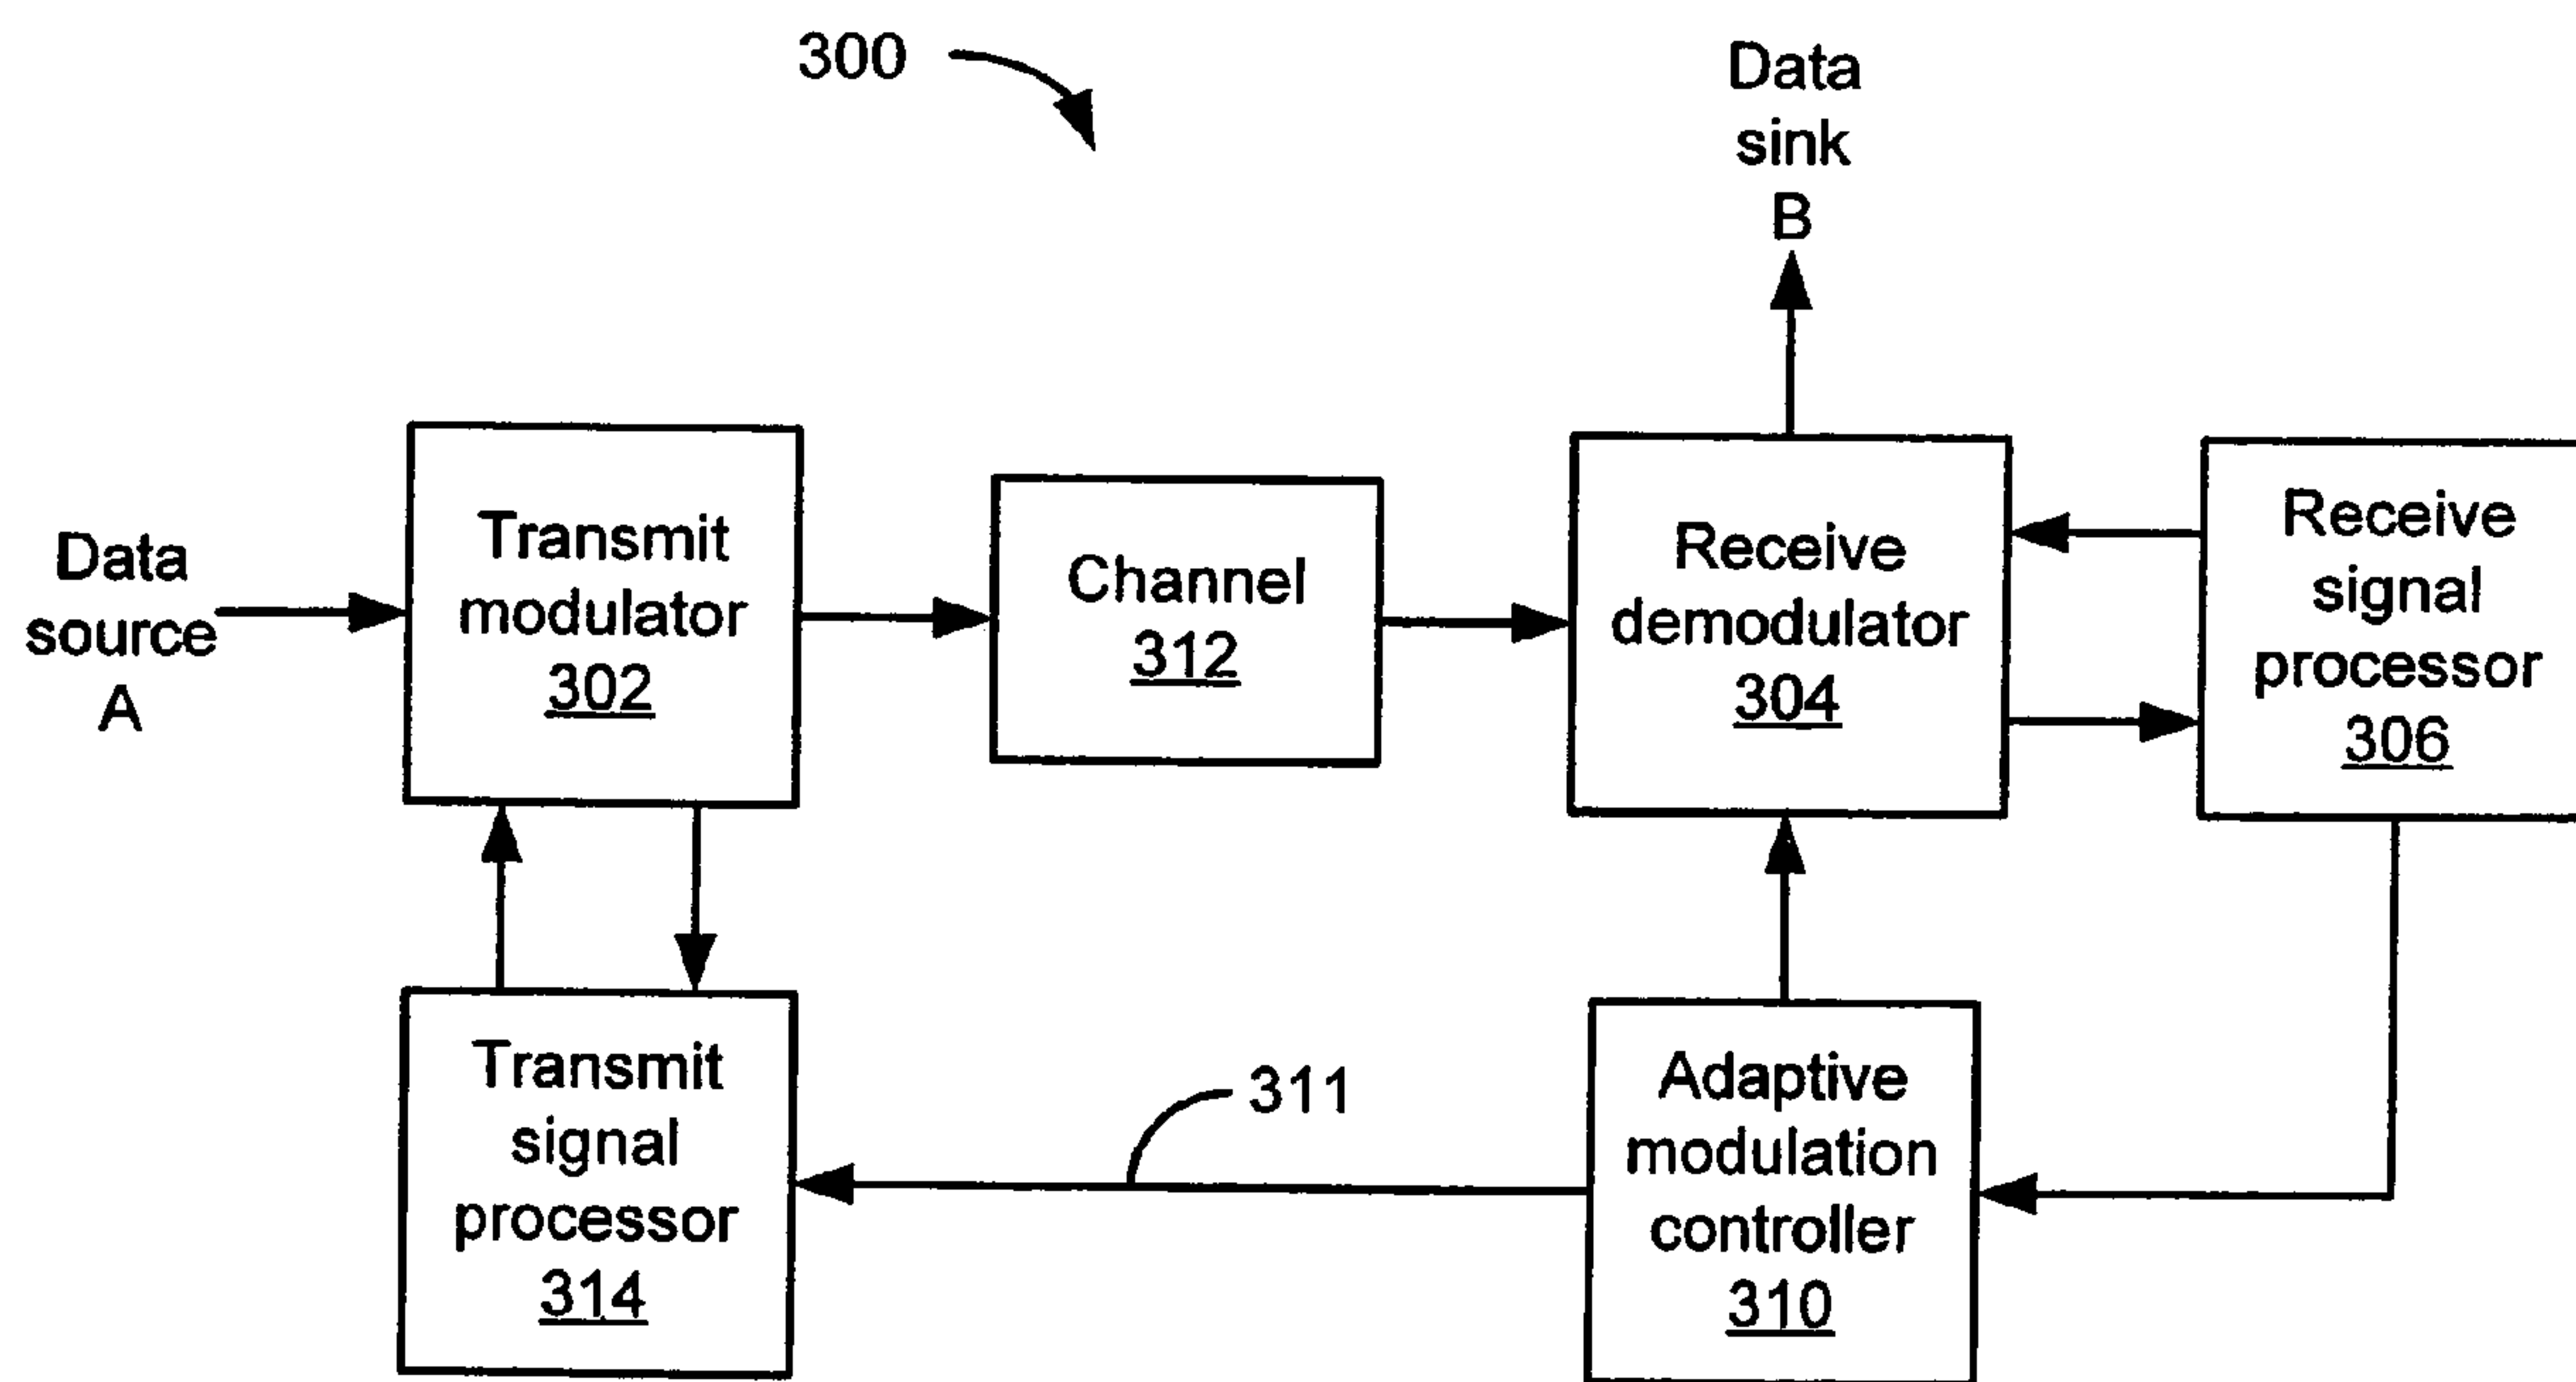 300
Data
sink
B
Data
source
A
Transmit
modulator
302
Channel
312
Receive
demodulator
304
Receive
signal
processor
306
Transmit
signal
processor
314
311
Adaptive
modulation
controller
310